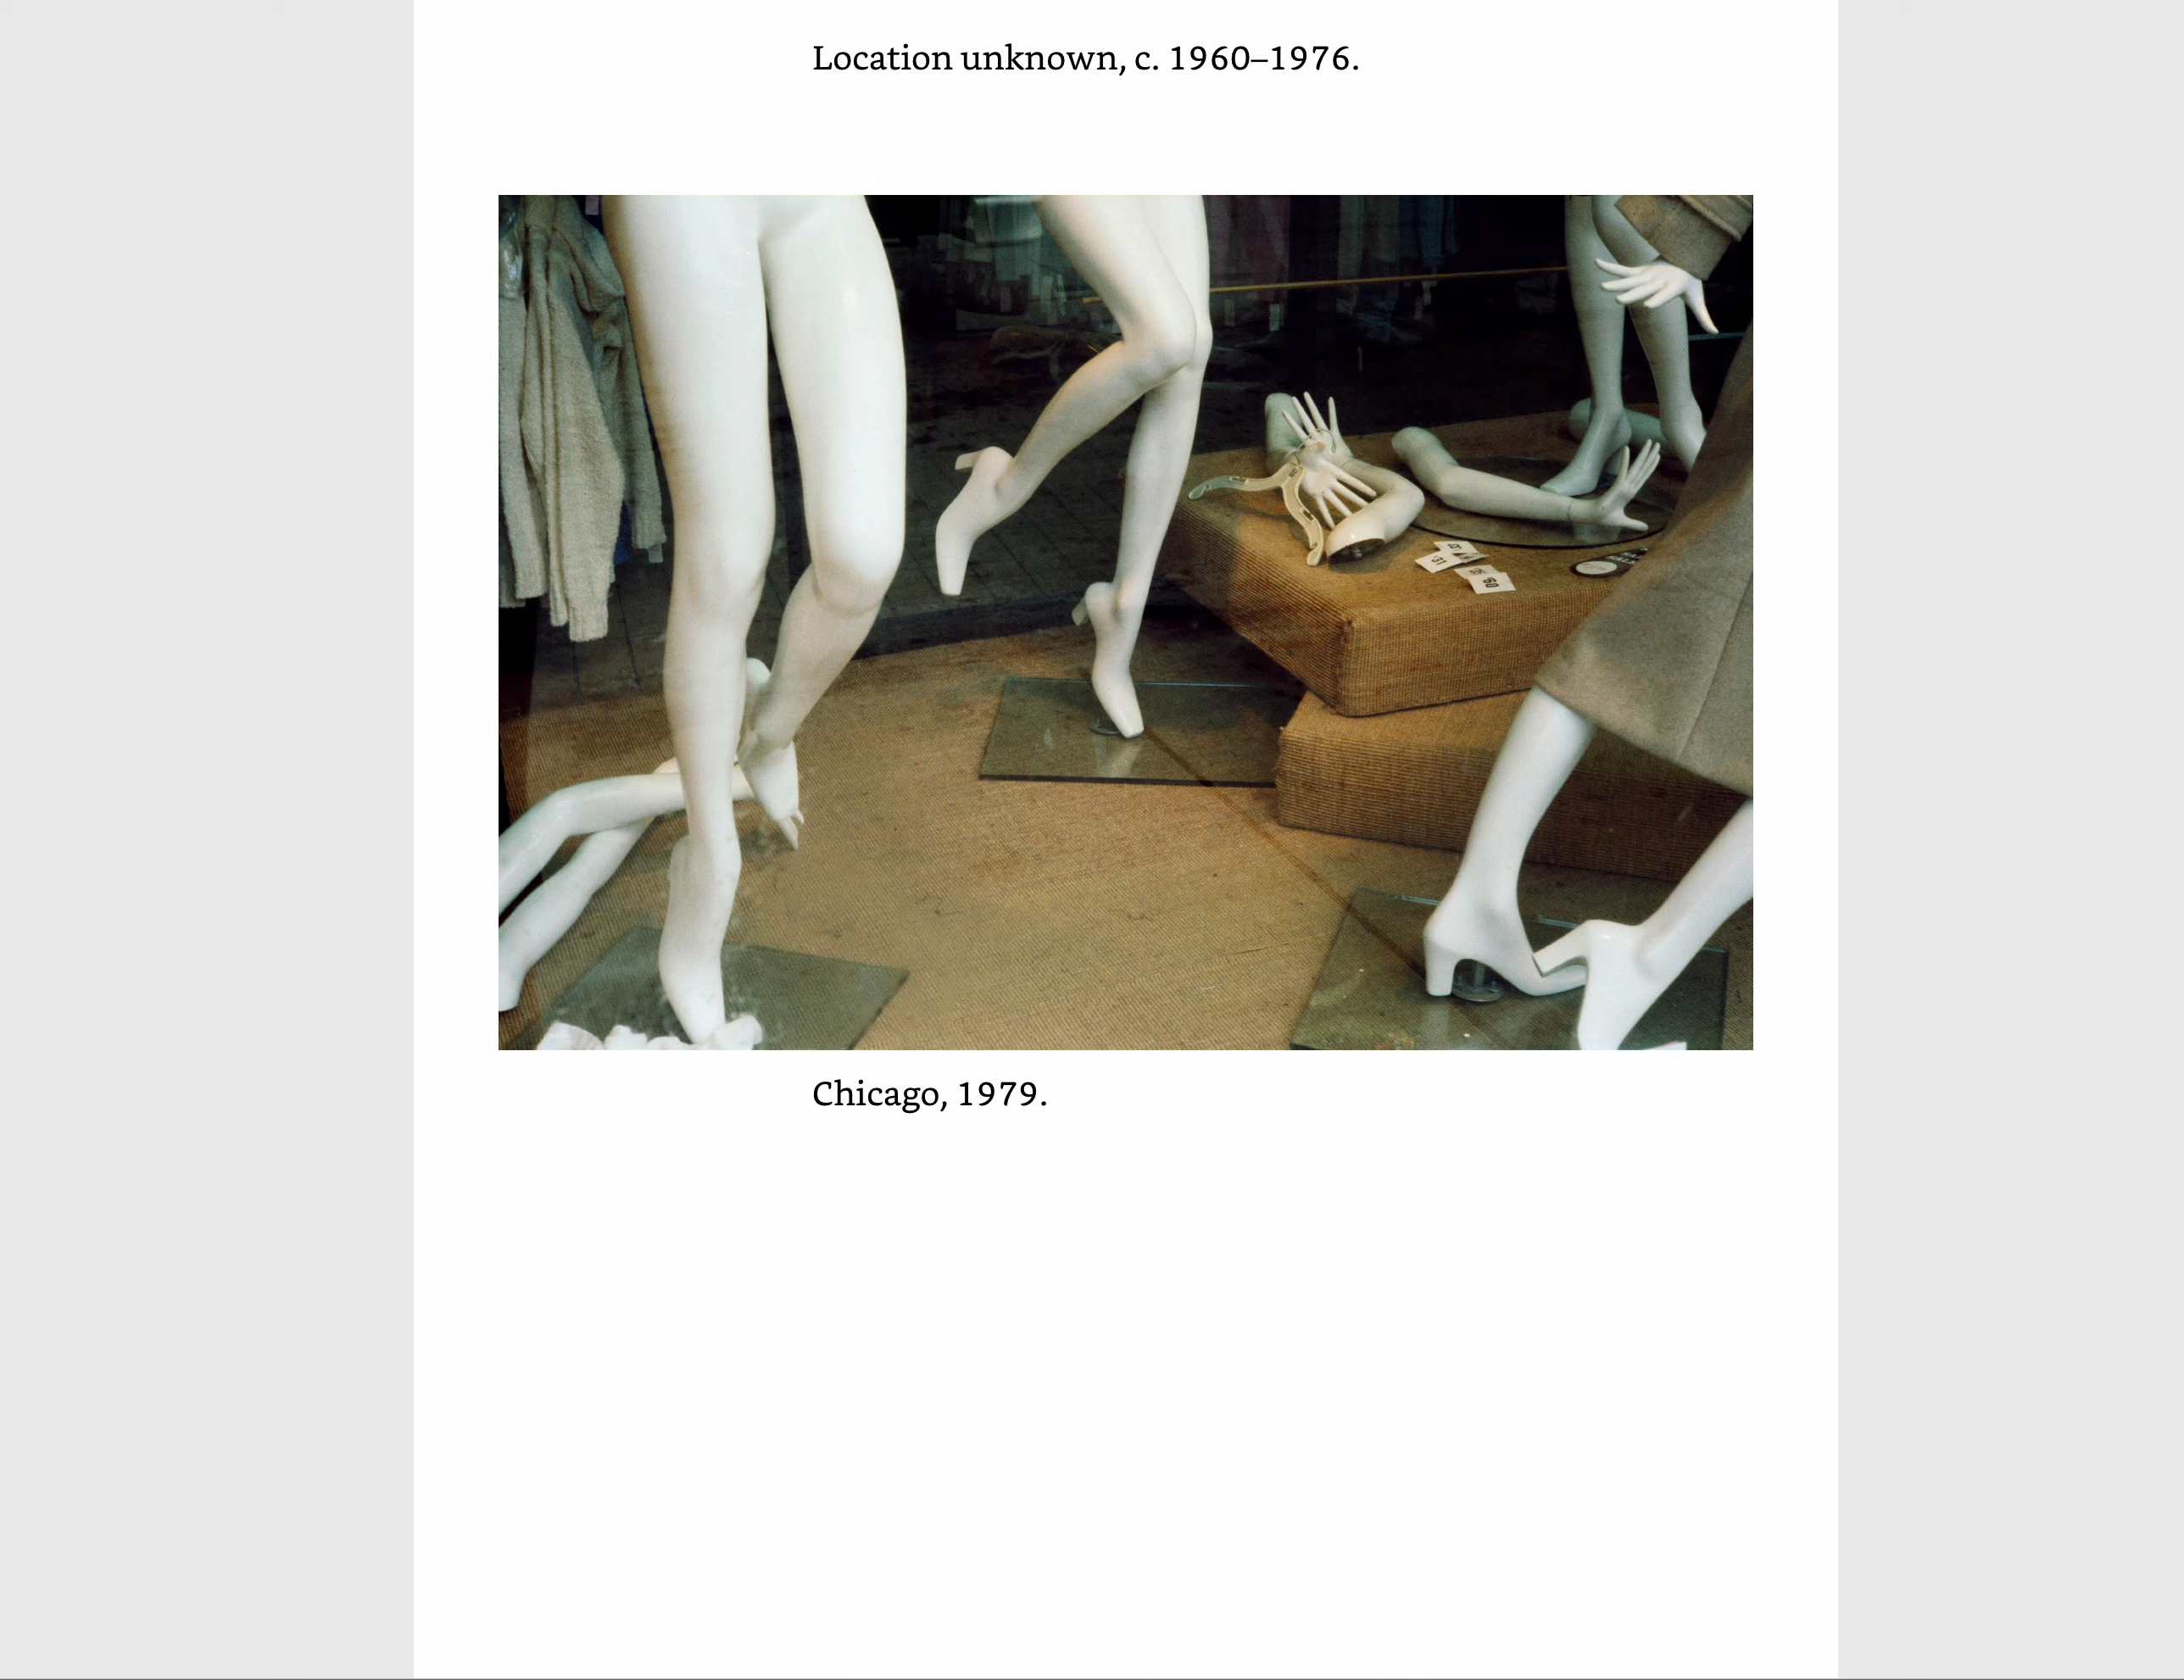 Location unknown, c. 1960–1976.
Chicago, 1979.